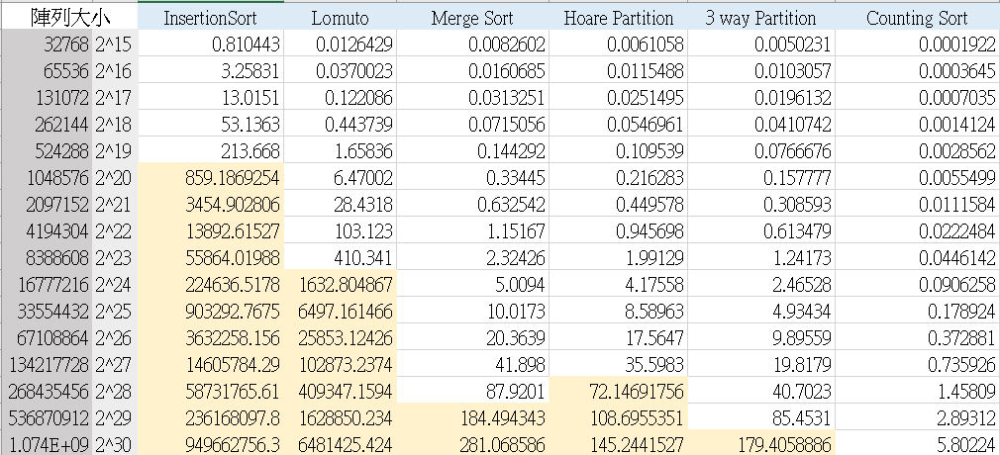 陣列大小 InsertionSort Lomuto Merge Sort Hoare Partition 3 way Partition Counting Sort
32768 2^15 0.810443 0.0126429 0.0082602 0.0061058 0.0050231 0.0001922
65536 2^16 3.25831 0.0370023 0.0160685 0.0115488 0.0103057 0.0003645
131072 2^17 13.0151 0.122086 0.0313251 0.0251495 0.0196132 0.0007035
262144 2^18 53.1363 0.443739 0.0715056 0.0546961 0.0410742 0.0014124
524288 2^19 213.668 1.65836 0.144292 0.109539 0.0766676 0.0028562
1048576 2^20 859.1869254 6.47002 0.33445 0.216283 0.157777 0.0055499
2097152 2^21 3454.902806 28.4318 0.632542 0.449578 0.308593 0.0111584
4194304 2^22 13892.61527 103.123 1.15167 0.945698 0.613479 0.0222484
8388608 2^23 55864.01988 410.341 2.32426 1.99129 1.24173 0.0446142
16777216 2^24 224636.5178 1632.804867 5.0094 4.17558 2.46528 0.0906258
33554432 2^25 903292.7675 6497.161466 10.0173 8.58963 4.93434 0.178924
67108864 2^26 3632258.156 25853.12426 20.3639 17.5647 9.89559 0.372881
134217728 2^27 14605784.29 102873.2374 41.898 35.5983 19.8179 0.735926
268435456 2^28 58731765.61 409347.1594 87.9201 72.14691756 40.7023 1.45809
536870912 2^29 236168097.8 1628850.234 184.494343 108.6955351 85.4531 2.89312
1.074E+09 2^30 949662756.3 6481425.424 281.068586 145.2441527 179.4058886 5.80224